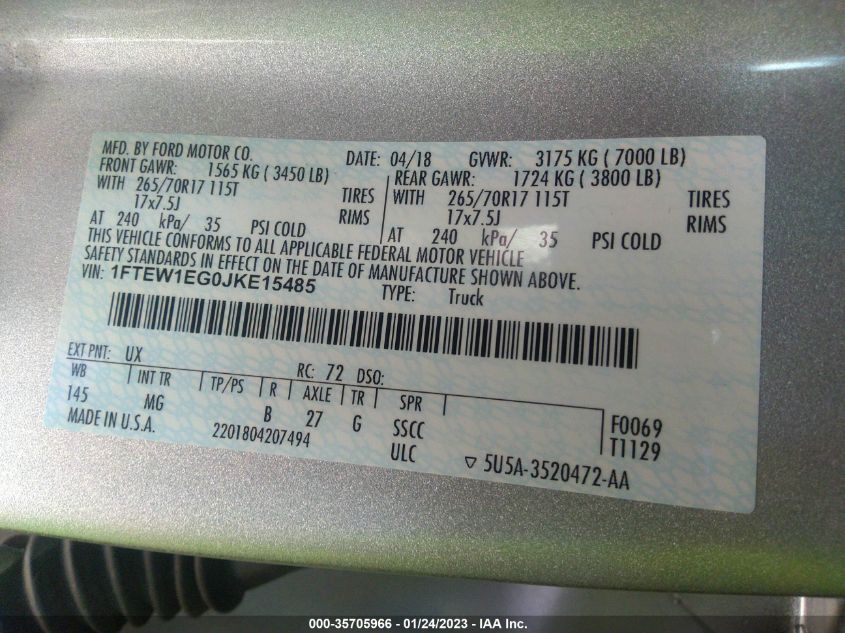 MFD. BY FORD MOTOR CO. DATE: 04/18 GVWR: 3175 KG ( 7000 LB)
FRONT GAWR: 1565 KG ( 3450 LB) REAR GAWR: 1724 KG ( 3800 LB)
WITH 265/70R17 115T TIRES WITH 265/70R17 115T TIRES
17x7.5J RIMS 17x7.5J RIMS
AT 240 kPa/ 35 PSI COLD AT 240 kPa/ 35 PSI COLD
THIS VEHICLE CONFORMS TO ALL APPLICABLE FEDERAL MOTOR VEHICLE
SAFETY STANDARDS IN EFFECT ON THE DATE OF MANUFACTURE SHOWN ABOVE.
VIN: 1FTEW1EG0JKE15485 TYPE: Truck
EXT PNT: UX RC: 72 DSO:
WB INT TR TP/PS R AXLE TR SPR
145 MG B 27 G SSCC F0069
MADE IN U.S.A. 2201804207494 ULC T1129
▽ 5U5A-3520472-AA
000-35705966 - 01/24/2023 - IAA Inc.